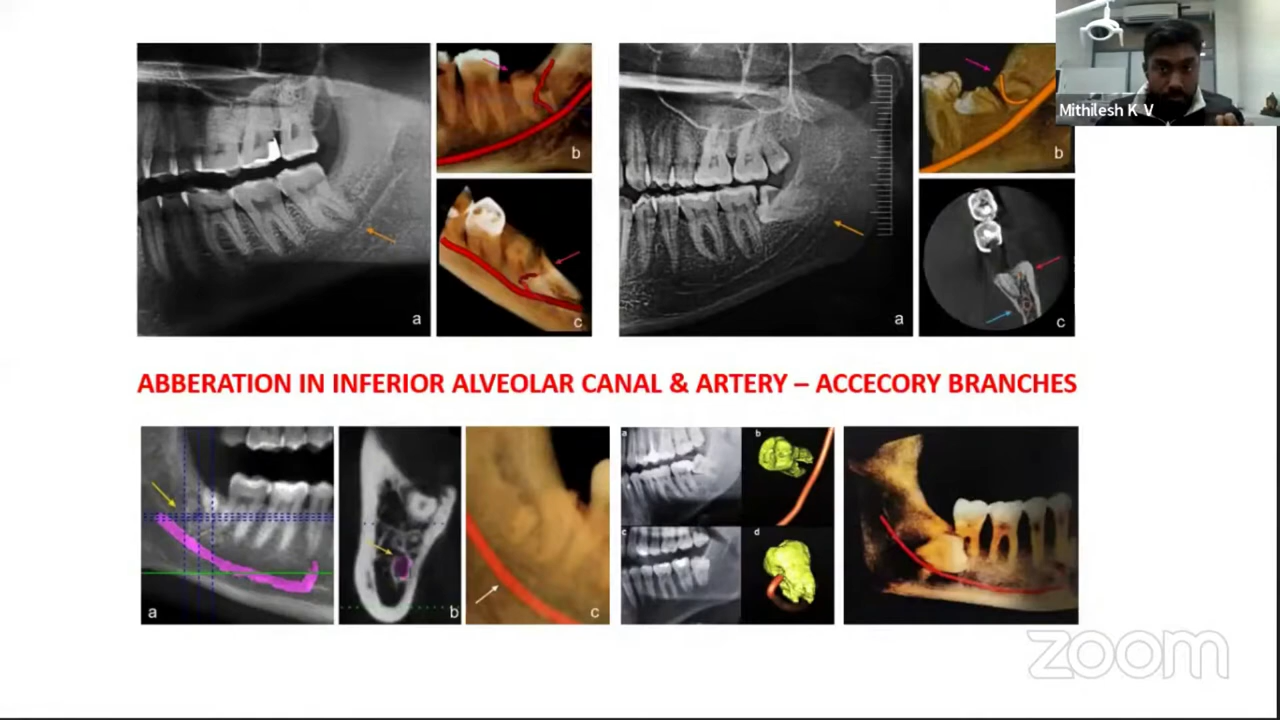 Mithilesh K V
a
b
c
a
b
c
ABBERATION IN INFERIOR ALVEOLAR CANAL & ARTERY – ACCECORY BRANCHES
a
b
c
a
b
c
d
zoom